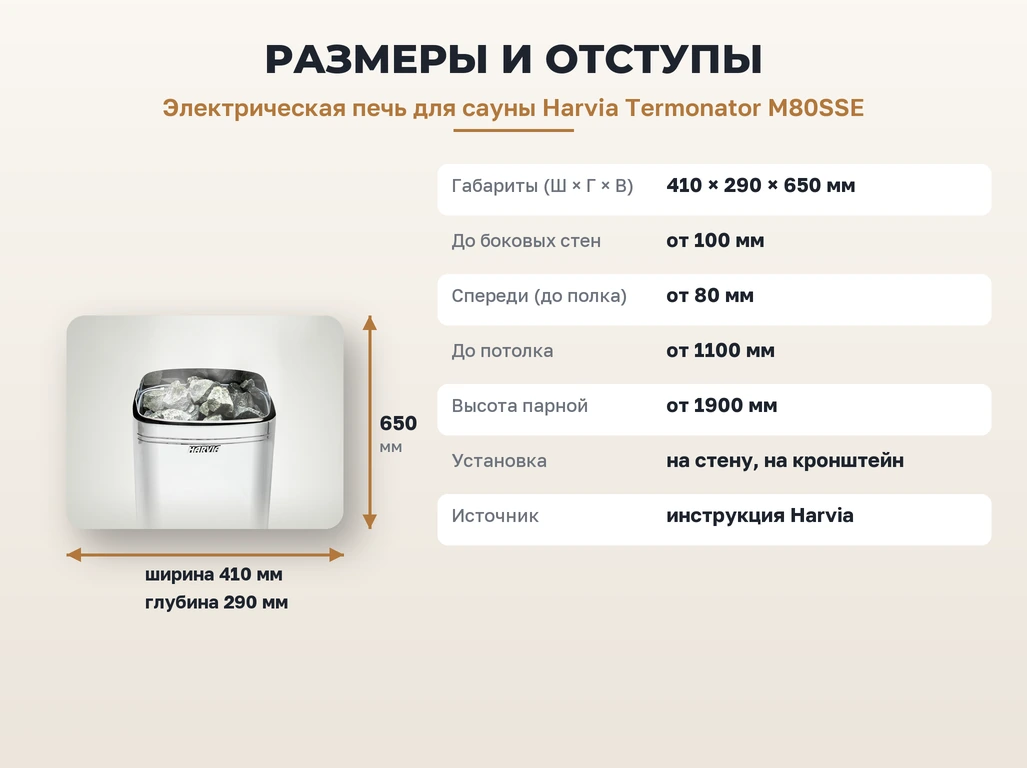 РАЗМЕРЫ И ОТСТУПЫ
Электрическая печь для сауны Harvia Termonator M80SSE
Габариты (Ш × Г × В) 410 × 290 × 650 мм
До боковых стен от 100 мм
Спереди (до полка) от 80 мм
До потолка от 1100 мм
Высота парной от 1900 мм
Установка на стену, на кронштейн
Источник инструкция Harvia
HARVIA
650
мм
ширина 410 мм
глубина 290 мм